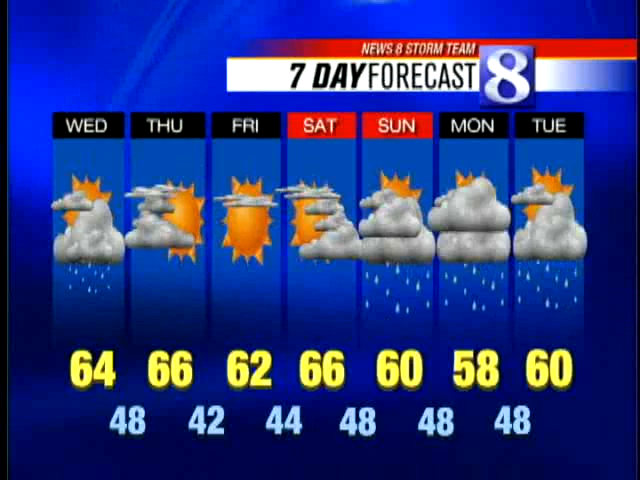 NEWS 8 STORM TEAM
7 DAY FORECAST 8
WED THU FRI SAT SUN MON TUE
64 66 62 66 60 58 60
48 42 44 48 48 48